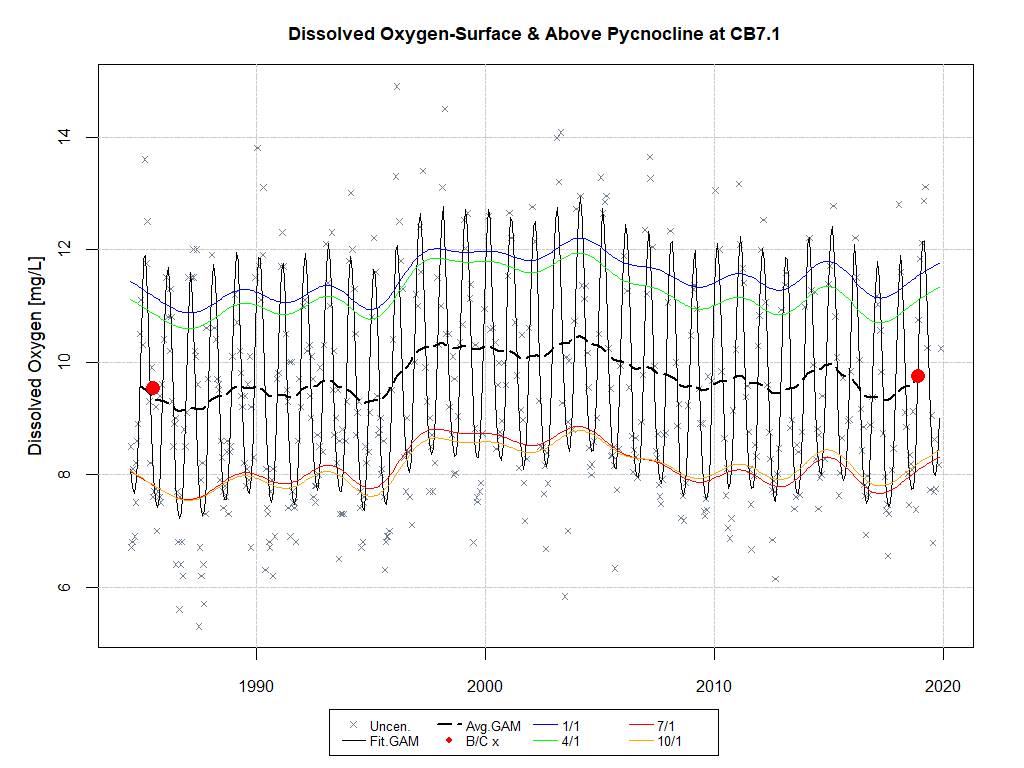 Dissolved Oxygen-Surface & Above Pycnocline at CB7.1
Dissolved Oxygen [mg/L]
14
12
10
8
6
1990 2000 2010 2020
Uncen. Avg.GAM 1/1 7/1
Fit.GAM B/C x 4/1 10/1